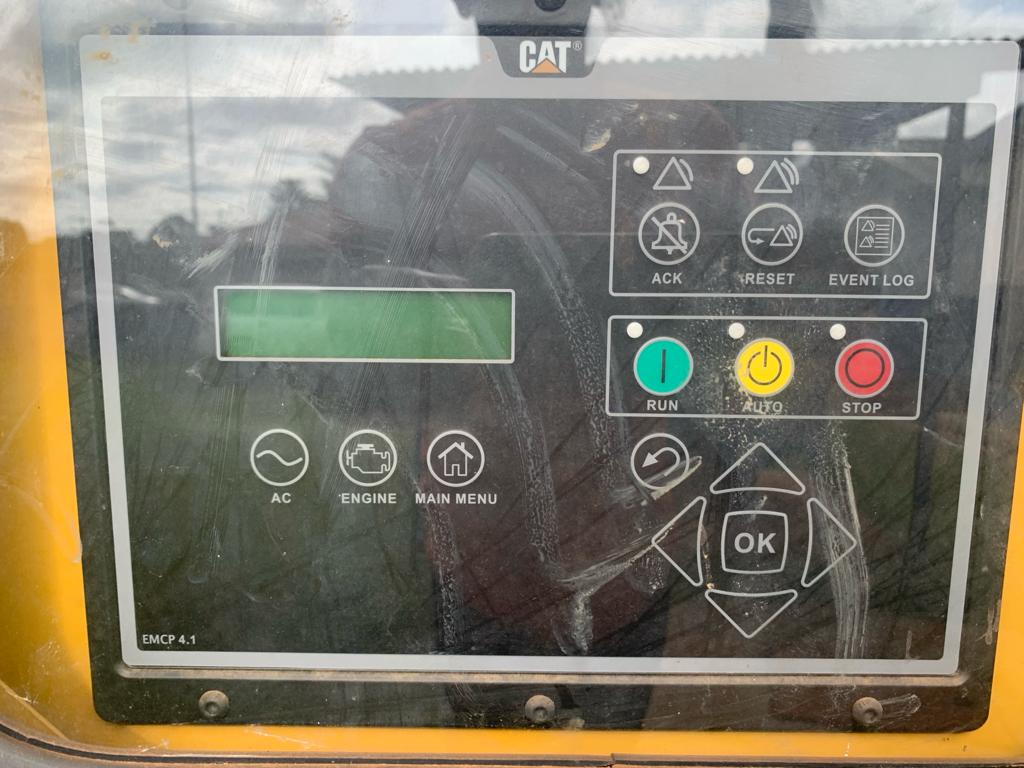 CAT®
ACK
RESET
EVENT LOG
RUN
AUTO
STOP
AC
ENGINE
MAIN MENU
OK
EMCP 4.1